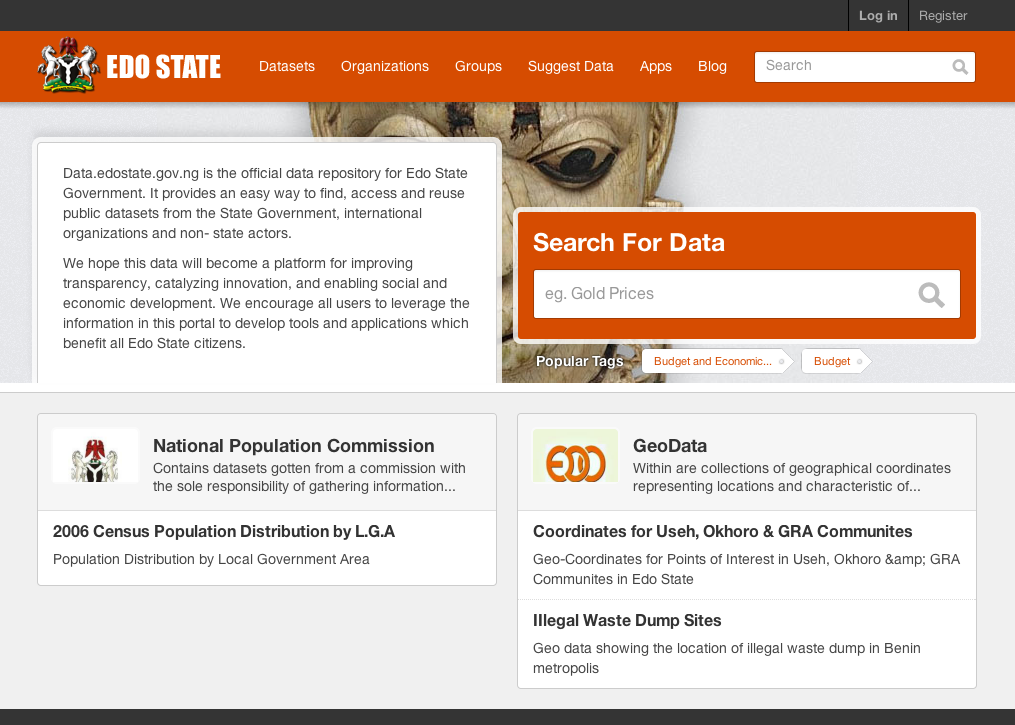 Log in
Register
EDO STATE
Datasets
Organizations
Groups
Suggest Data
Apps
Blog
Search
Data.edostate.gov.ng is the official data repository for Edo State
Government. It provides an easy way to find, access and reuse
public datasets from the State Government, international
organizations and non- state actors.
We hope this data will become a platform for improving
transparency, catalyzing innovation, and enabling social and
economic development. We encourage all users to leverage the
information in this portal to develop tools and applications which
benefit all Edo State citizens.
Search For Data
eg. Gold Prices
Popular Tags
Budget and Economic...
Budget
National Population Commission
Contains datasets gotten from a commission with
the sole responsibility of gathering information...
2006 Census Population Distribution by L.G.A
Population Distribution by Local Government Area
EDO
GeoData
Within are collections of geographical coordinates
representing locations and characteristic of...
Coordinates for Useh, Okhoro & GRA Communites
Geo-Coordinates for Points of Interest in Useh, Okhoro &amp; GRA
Communites in Edo State
Illegal Waste Dump Sites
Geo data showing the location of illegal waste dump in Benin
metropolis